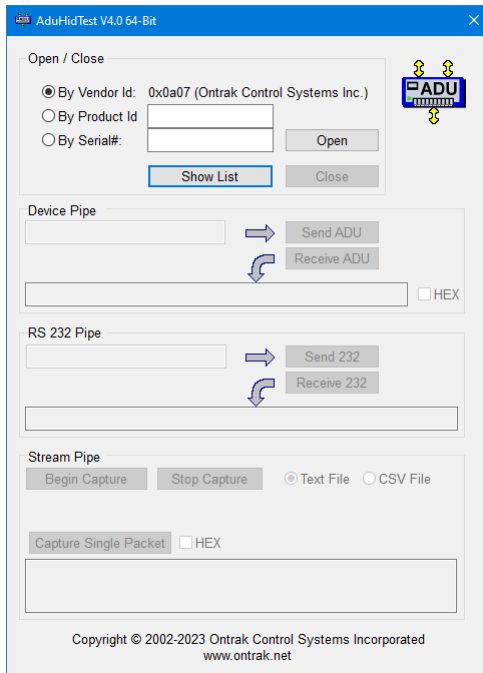 AduHidTest V4.0 64-Bit
Open / Close
By Vendor Id: 0x0a07 (Ontrak Control Systems Inc.)
ADU
By Product Id
By Serial#:
Open
Show List
Close
Device Pipe
Send ADU
Receive ADU
HEX
RS 232 Pipe
Send 232
Receive 232
Stream Pipe
Begin Capture
Stop Capture
Text File
CSV File
Capture Single Packet
HEX
Copyright © 2002-2023 Ontrak Control Systems Incorporated
www.ontrak.net